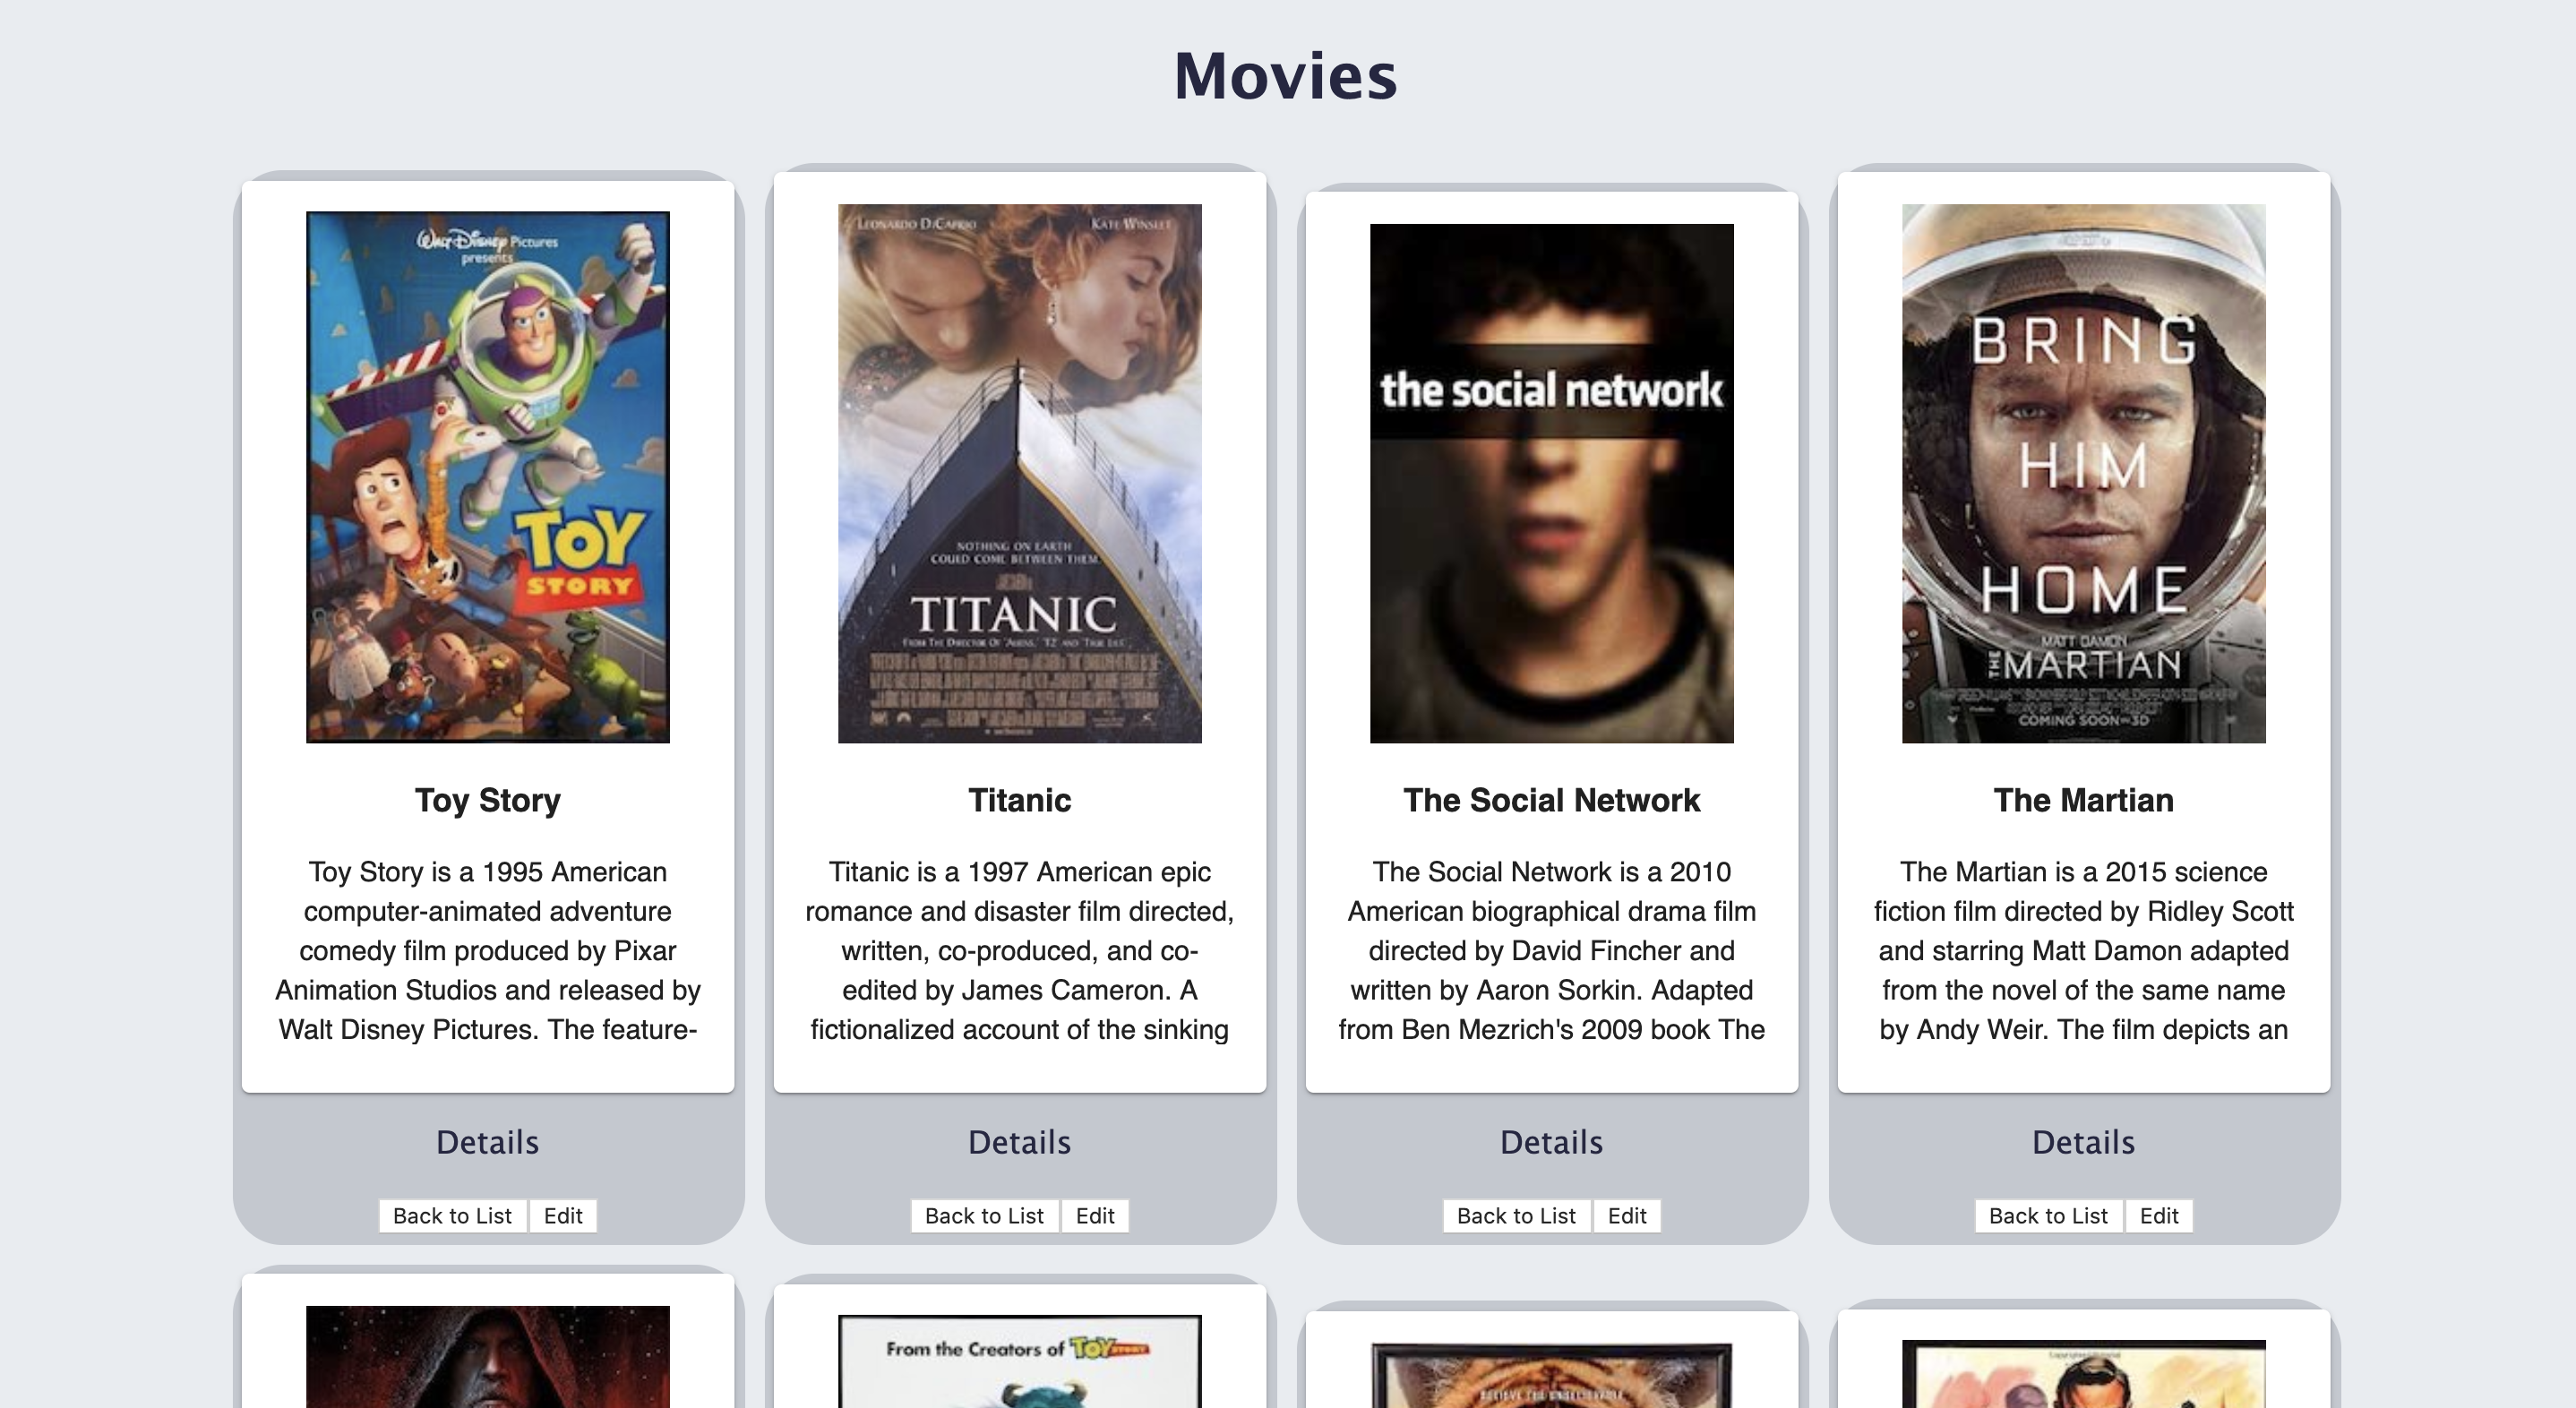 Movies
Walt Disney Pictures
presents
TOY
STORY
Toy Story
Toy Story is a 1995 American
computer-animated adventure
comedy film produced by Pixar
Animation Studios and released by
Walt Disney Pictures. The feature-
Details
Back to List Edit
LEONARDO DICAPRIO KATE WINSLET
NOTHING ON EARTH
COULD COME BETWEEN THEM.
TITANIC
FROM THE DIRECTOR OF 'ALIENS,' 'T2' AND 'TRUE LIES'
Titanic
Titanic is a 1997 American epic
romance and disaster film directed,
written, co-produced, and co-
edited by James Cameron. A
fictionalized account of the sinking
Details
Back to List Edit
the social network
The Social Network
The Social Network is a 2010
American biographical drama film
directed by David Fincher and
written by Aaron Sorkin. Adapted
from Ben Mezrich's 2009 book The
Details
Back to List Edit
BRING
HIM
HOME
MATT DAMON
THE MARTIAN
COMING SOON IN 3D
The Martian
The Martian is a 2015 science
fiction film directed by Ridley Scott
and starring Matt Damon adapted
from the novel of the same name
by Andy Weir. The film depicts an
Details
Back to List Edit
From the Creators of TOY STORY
BELIEVE THE UNBELIEVABLE